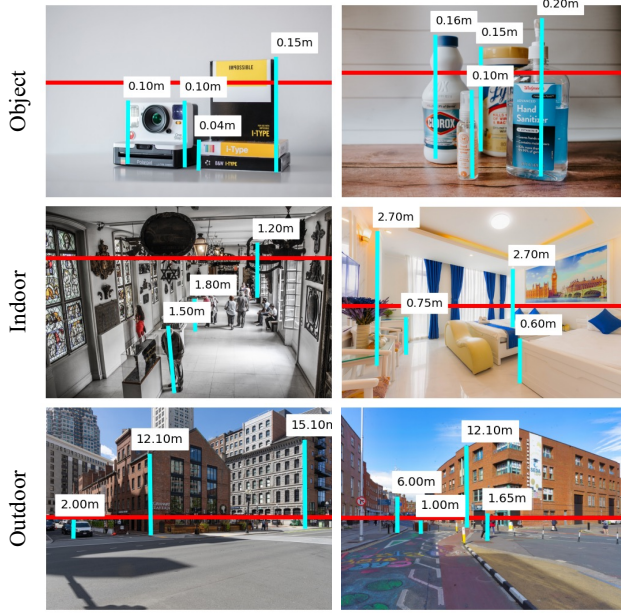 Object
0.10m
0.10m
0.15m
0.04m
IMPOSSIBLE
i-Type
B&W I-TYPE
Polaroid
0.20m
0.16m
0.15m
0.10m
CLOROX
Lysol
Hand
Sanitizer
Indoor
1.20m
1.80m
1.50m
2.70m
2.70m
0.75m
0.60m
Outdoor
15.10m
12.10m
2.00m
12.10m
6.00m
1.00m
1.65m